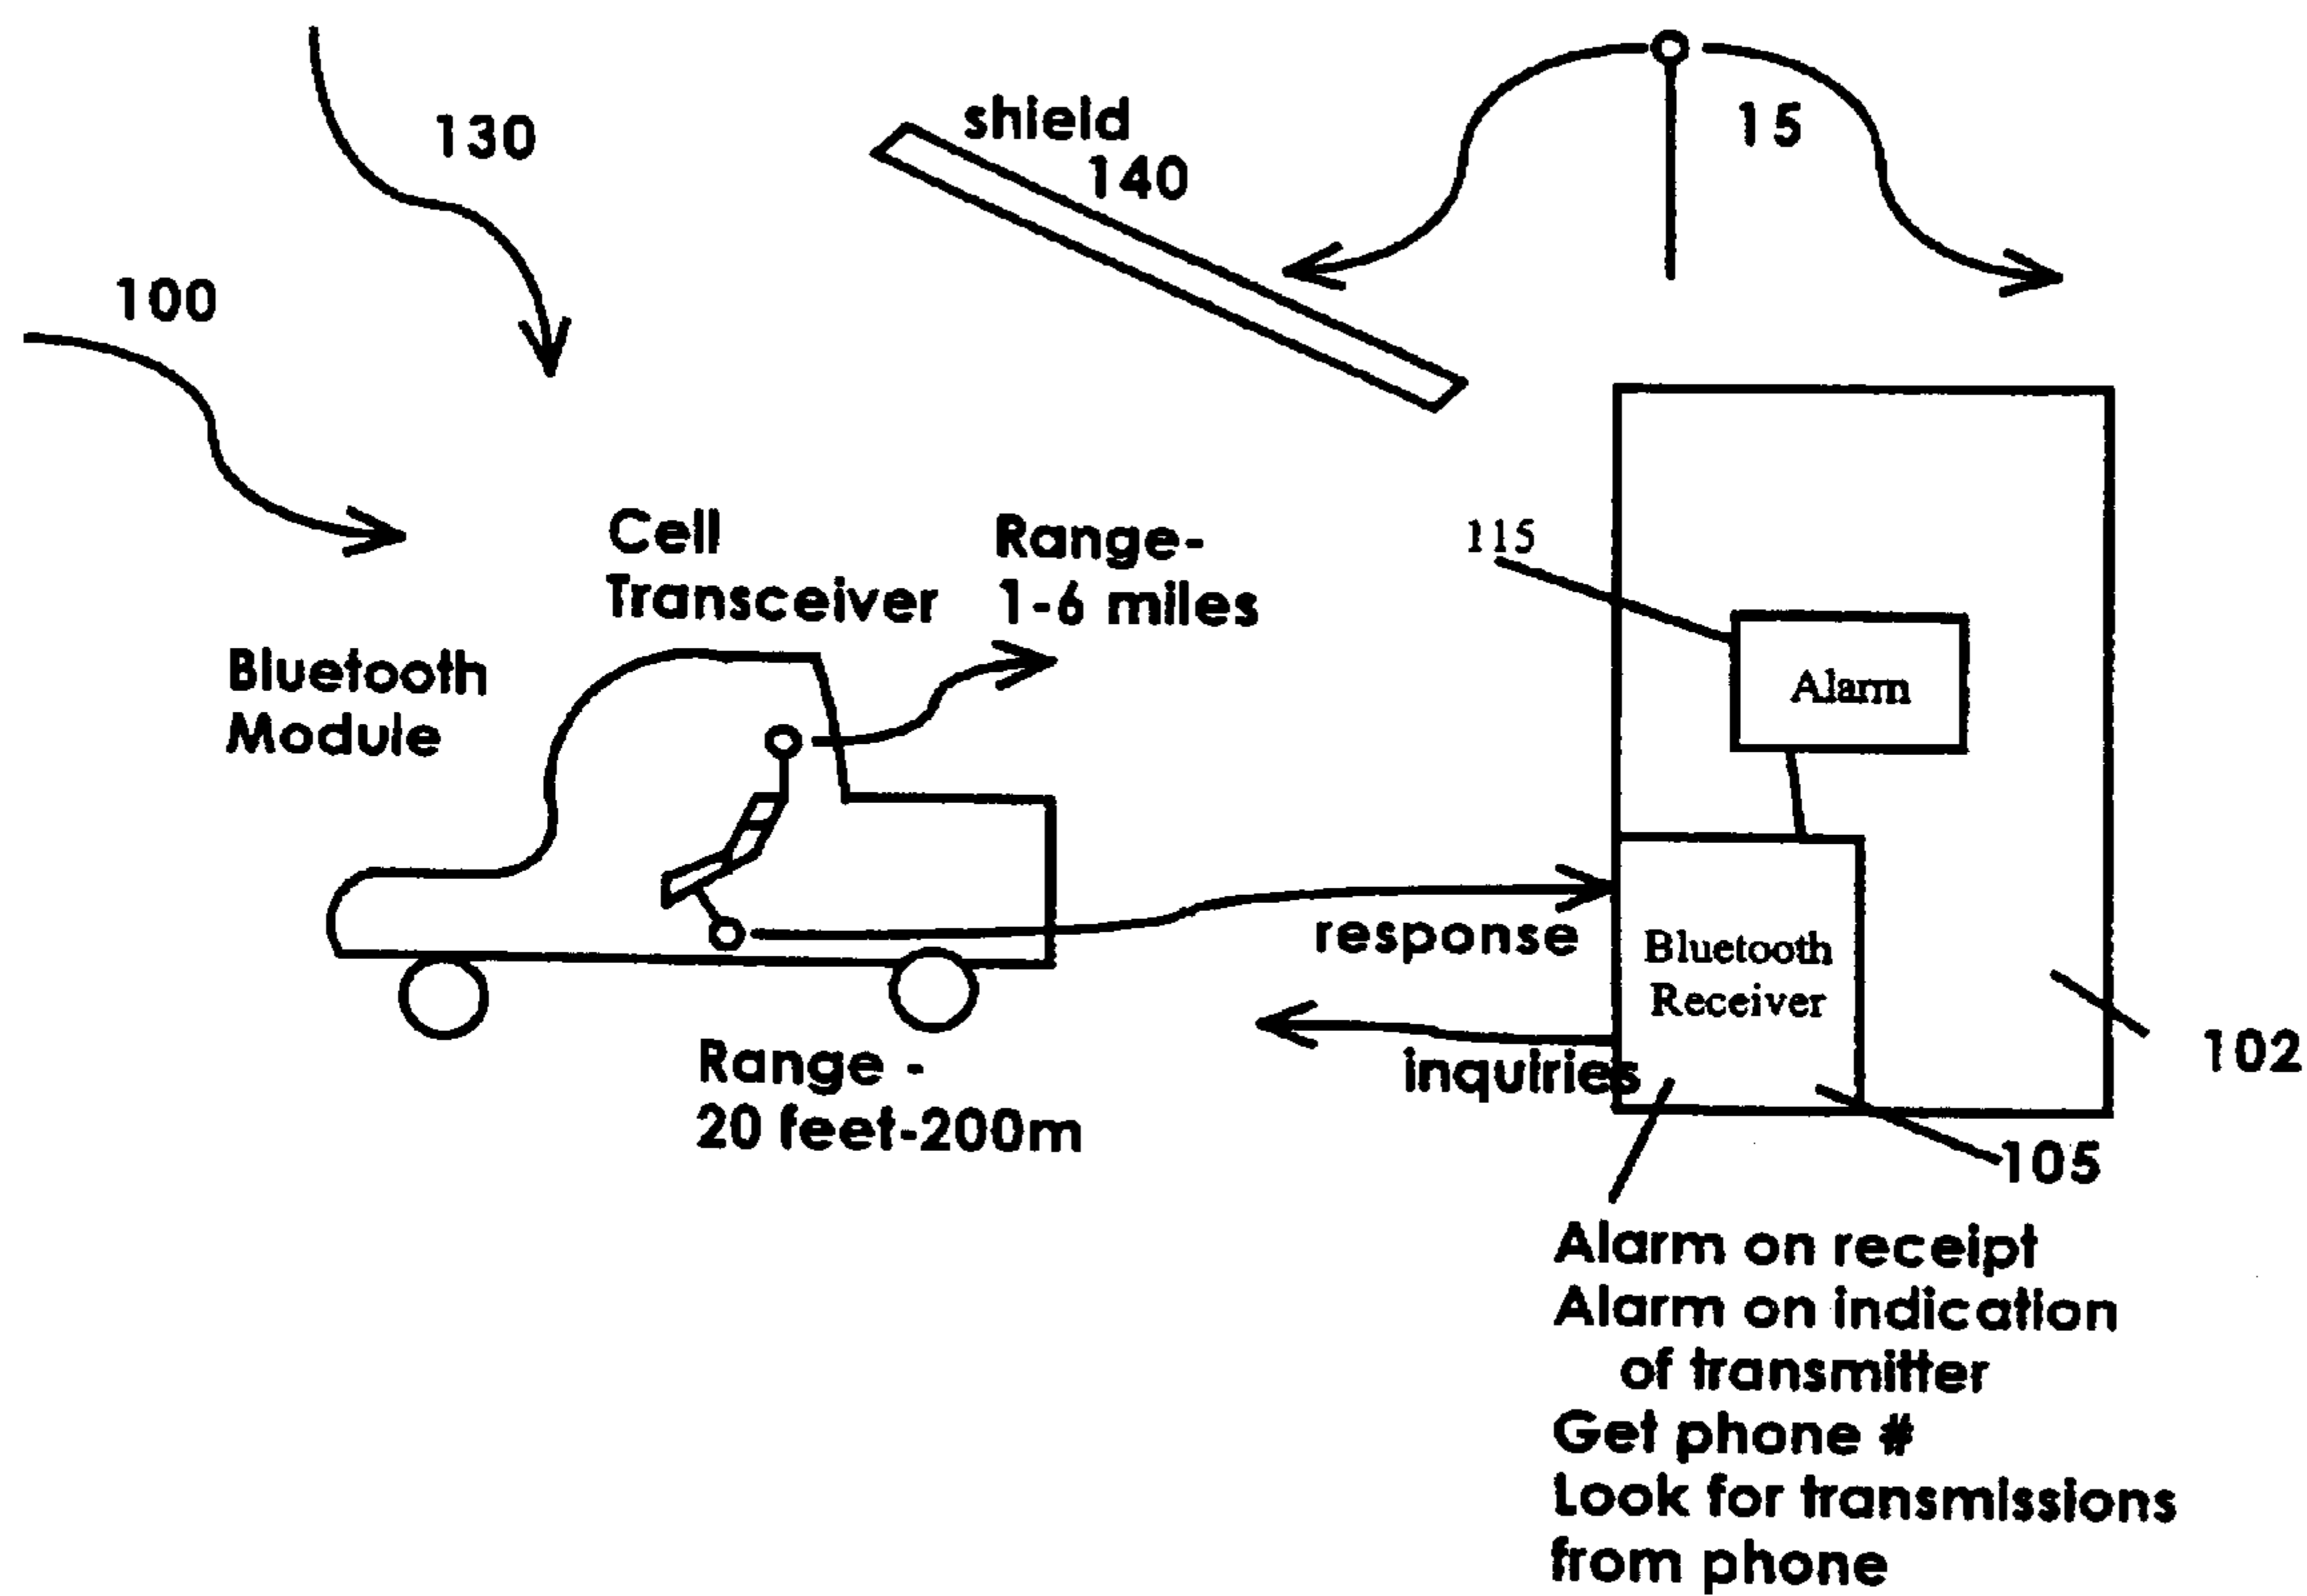 130
shield
140
15
100
Cell
Transceiver
Range-
1-6 miles
115
Bluetooth
Module
Alarm
response
Bluetooth
Receiver
inquiries
102
Range -
20 feet-200m
105
Alarm on receipt
Alarm on indication
of transmitter
Get phone #
Look for transmissions
from phone